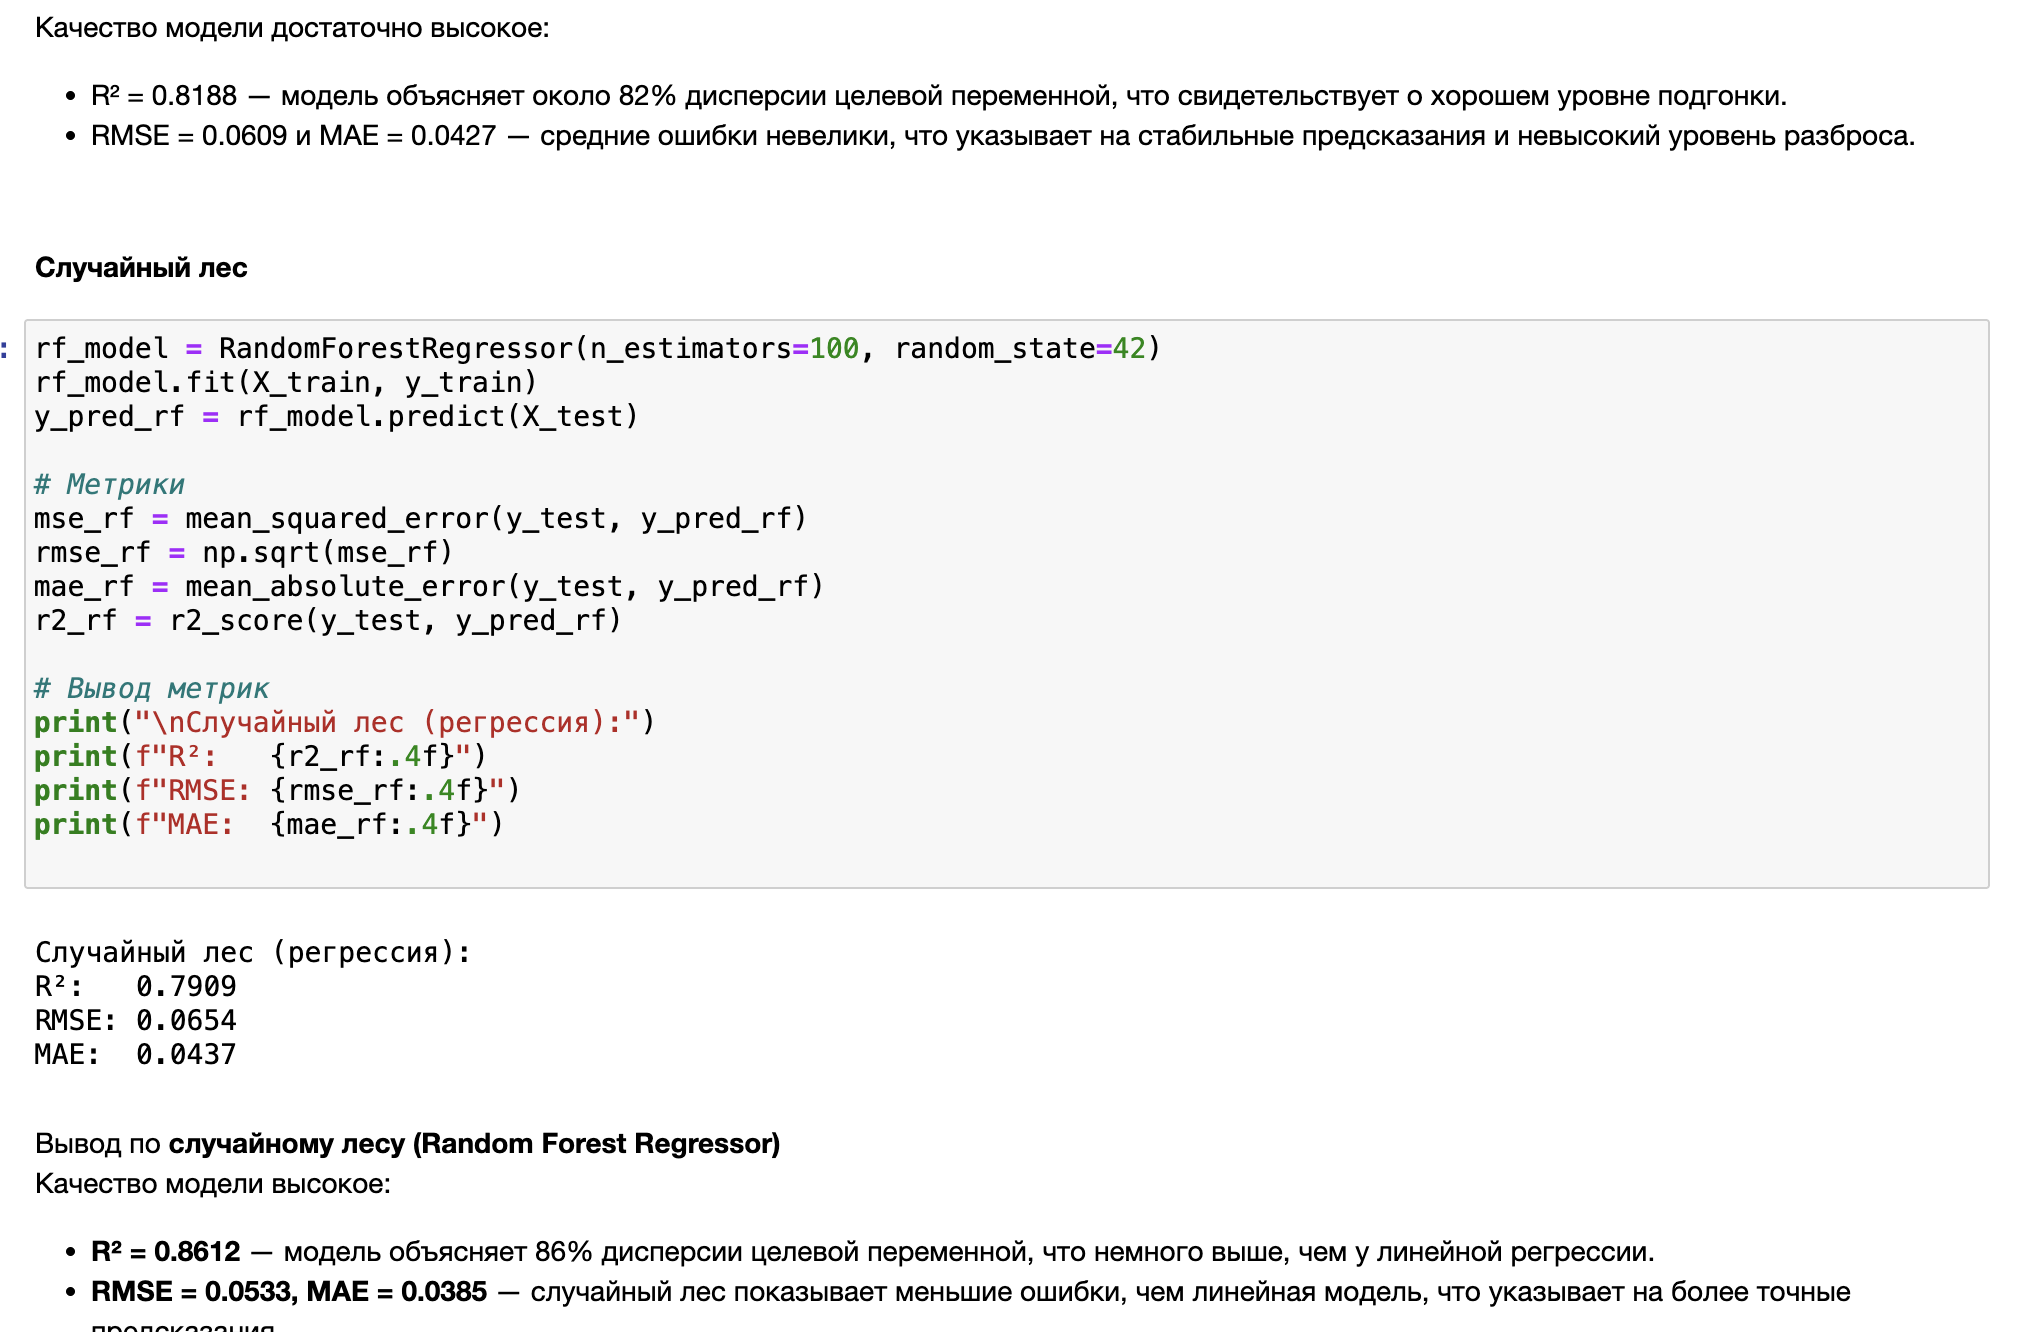 Качество модели достаточно высокое:
• R² = 0.8188 — модель объясняет около 82% дисперсии целевой переменной, что свидетельствует о хорошем уровне подгонки.
• RMSE = 0.0609 и MAE = 0.0427 — средние ошибки невелики, что указывает на стабильные предсказания и невысокий уровень разброса.
Случайный лес
: rf_model = RandomForestRegressor(n_estimators=100, random_state=42)
rf_model.fit(X_train, y_train)
y_pred_rf = rf_model.predict(X_test)
# Метрики
mse_rf = mean_squared_error(y_test, y_pred_rf)
rmse_rf = np.sqrt(mse_rf)
mae_rf = mean_absolute_error(y_test, y_pred_rf)
r2_rf = r2_score(y_test, y_pred_rf)
# Вывод метрик
print("\nСлучайный лес (регрессия):")
print(f"R²:   {r2_rf:.4f}")
print(f"RMSE: {rmse_rf:.4f}")
print(f"MAE:  {mae_rf:.4f}")
Случайный лес (регрессия):
R²:   0.7909
RMSE: 0.0654
MAE:  0.0437
Вывод по случайному лесу (Random Forest Regressor)
Качество модели высокое:
• R² = 0.8612 — модель объясняет 86% дисперсии целевой переменной, что немного выше, чем у линейной регрессии.
• RMSE = 0.0533, MAE = 0.0385 — случайный лес показывает меньшие ошибки, чем линейная модель, что указывает на более точные
предсказания.